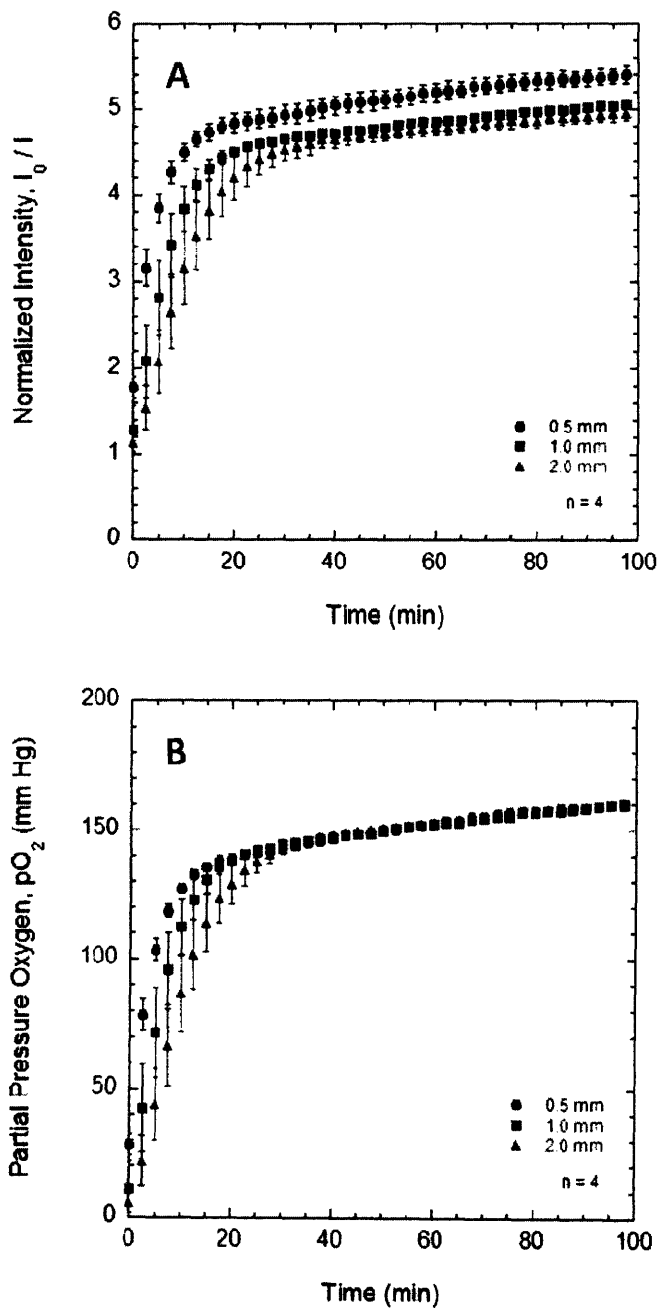 A
Normalized Intensity, I0 / I
6
5
4
3
2
1
0
0.5 mm
1.0 mm
2.0 mm
n = 4
0 20 40 60 80 100
Time (min)
B
Partial Pressure Oxygen, pO2 (mm Hg)
200
150
100
50
0
0.5 mm
1.0 mm
2.0 mm
n = 4
0 20 40 60 80 100
Time (min)